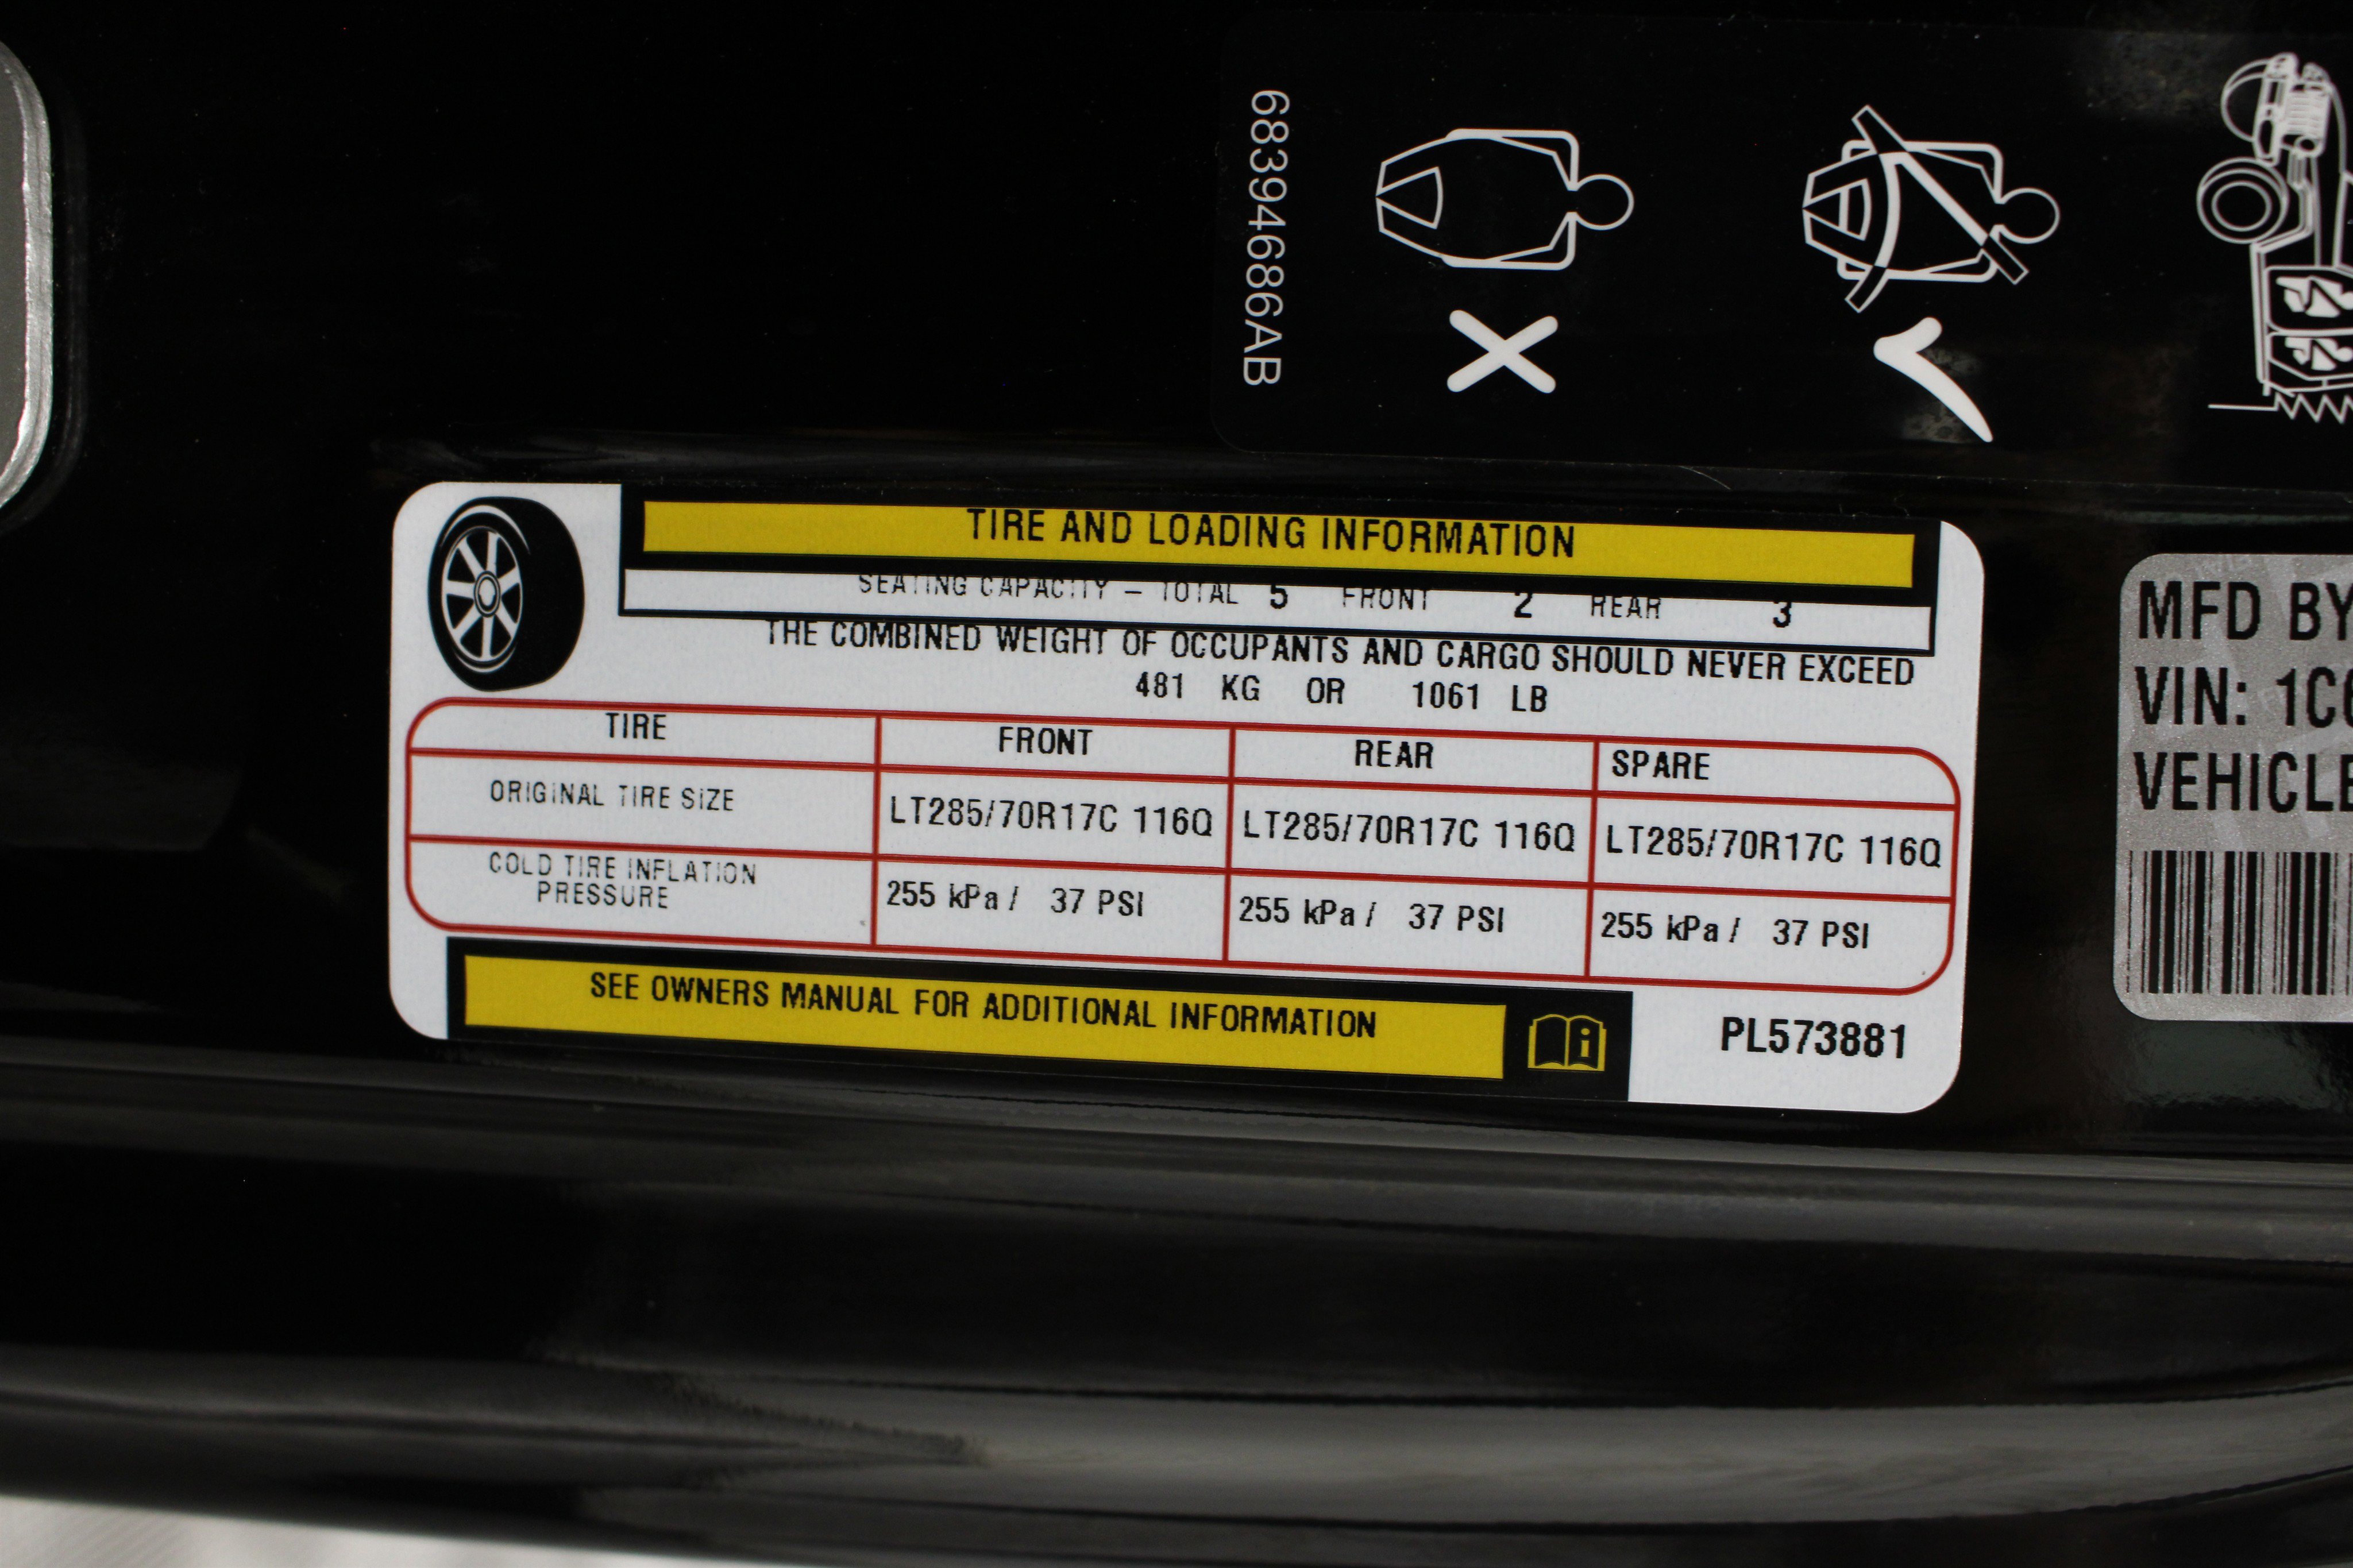 68394686AB
TIRE AND LOADING INFORMATION
SEATING CAPACITY – TOTAL 5 FRONT 2 REAR 3
THE COMBINED WEIGHT OF OCCUPANTS AND CARGO SHOULD NEVER EXCEED
481 KG OR 1061 LB
TIRE FRONT REAR SPARE
ORIGINAL TIRE SIZE LT285/70R17C 116Q LT285/70R17C 116Q LT285/70R17C 116Q
COLD TIRE INFLATION
PRESSURE 255 kPa / 37 PSI 255 kPa / 37 PSI 255 kPa / 37 PSI
SEE OWNERS MANUAL FOR ADDITIONAL INFORMATION
PL573881
MFD BY
VIN: 1C6
VEHICLE